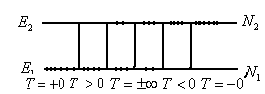 E₂ N₂
E₁ N₁
T = +0 T > 0 T = ±∞ T < 0 T = −0